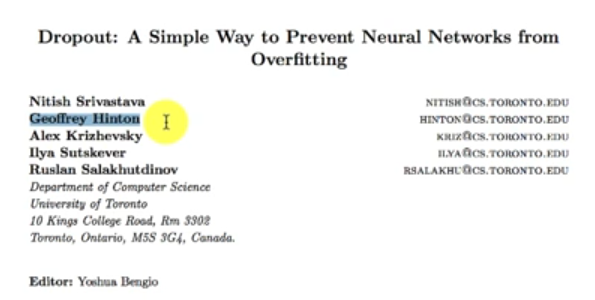 Dropout: A Simple Way to Prevent Neural Networks from
Overfitting
Nitish Srivastava NITISH@CS.TORONTO.EDU
Geoffrey Hinton HINTON@CS.TORONTO.EDU
Alex Krizhevsky KRIZ@CS.TORONTO.EDU
Ilya Sutskever ILYA@CS.TORONTO.EDU
Ruslan Salakhutdinov RSALAKHU@CS.TORONTO.EDU
Department of Computer Science
University of Toronto
10 Kings College Road, Rm 3302
Toronto, Ontario, M5S 3G4, Canada.
Editor: Yoshua Bengio